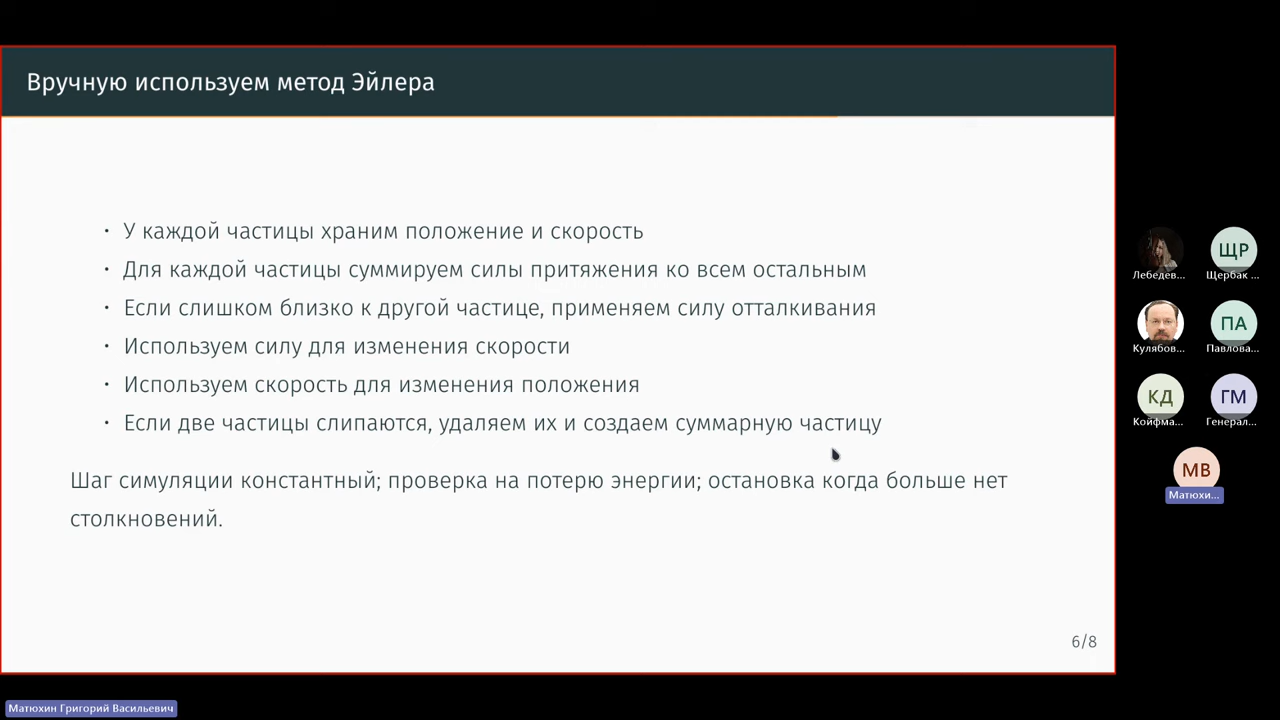 Вручную используем метод Эйлера
• У каждой частицы храним положение и скорость
• Для каждой частицы суммируем силы притяжения ко всем остальным
• Если слишком близко к другой частице, применяем силу отталкивания
• Используем силу для изменения скорости
• Используем скорость для изменения положения
• Если две частицы слипаются, удаляем их и создаем суммарную частицу
Шаг симуляции константный; проверка на потерю энергии; остановка когда больше нет
столкновений.
6/8
ЩР
Лебедев...
Щербак ...
ПА
Кулябов...
Павлова...
КД
ГМ
Койфма...
Генерал...
МВ
Матюхи...
Матюхин Григорий Васильевич